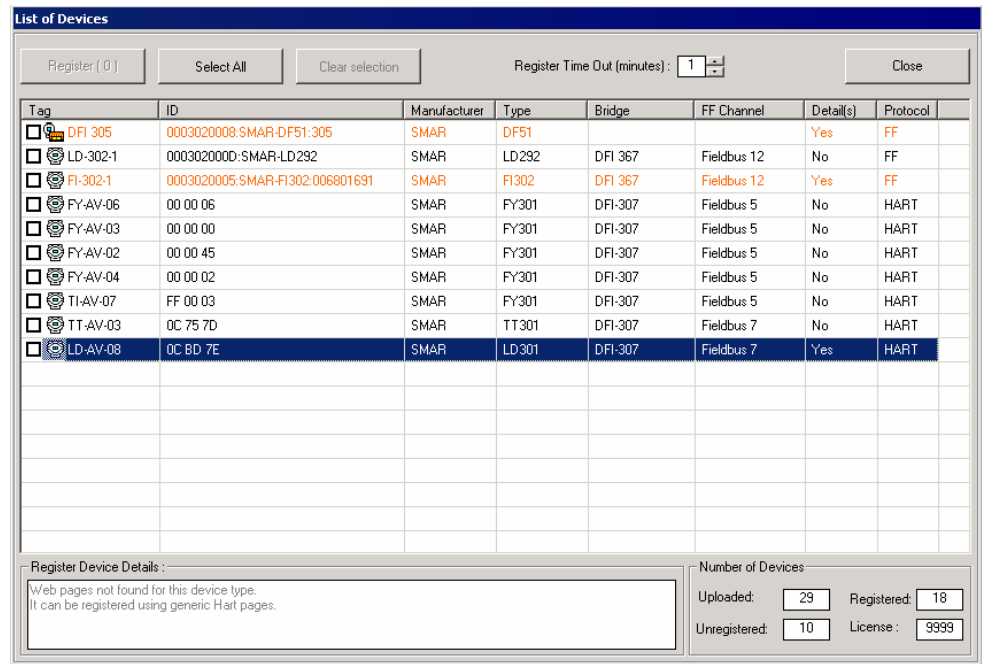 List of Devices
Register ( 0 ) Select All Clear selection Register Time Out (minutes) : 1 Close
Tag ID Manufacturer Type Bridge FF Channel Detail(s) Protocol
DFI 305 0003020008:SMAR-DF51:305 SMAR DF51 Yes FF
LD-302-1 000302000D:SMAR-LD292 SMAR LD292 DFI 367 Fieldbus 12 No FF
FI-302-1 0003020005:SMAR-FI302:006801691 SMAR FI302 DFI 367 Fieldbus 12 Yes FF
FY-AV-06 00 00 06 SMAR FY301 DFI-307 Fieldbus 5 No HART
FY-AV-03 00 00 00 SMAR FY301 DFI-307 Fieldbus 5 No HART
FY-AV-02 00 00 45 SMAR FY301 DFI-307 Fieldbus 5 No HART
FY-AV-04 00 00 02 SMAR FY301 DFI-307 Fieldbus 5 No HART
TI-AV-07 FF 00 03 SMAR FY301 DFI-307 Fieldbus 5 No HART
TT-AV-03 0C 75 7D SMAR TT301 DFI-307 Fieldbus 7 No HART
LD-AV-08 0C BD 7E SMAR LD301 DFI-307 Fieldbus 7 Yes HART
Register Device Details :
Web pages not found for this device type.
It can be registered using generic Hart pages.
Number of Devices
Uploaded: 29 Registered: 18
Unregistered: 10 License : 9999